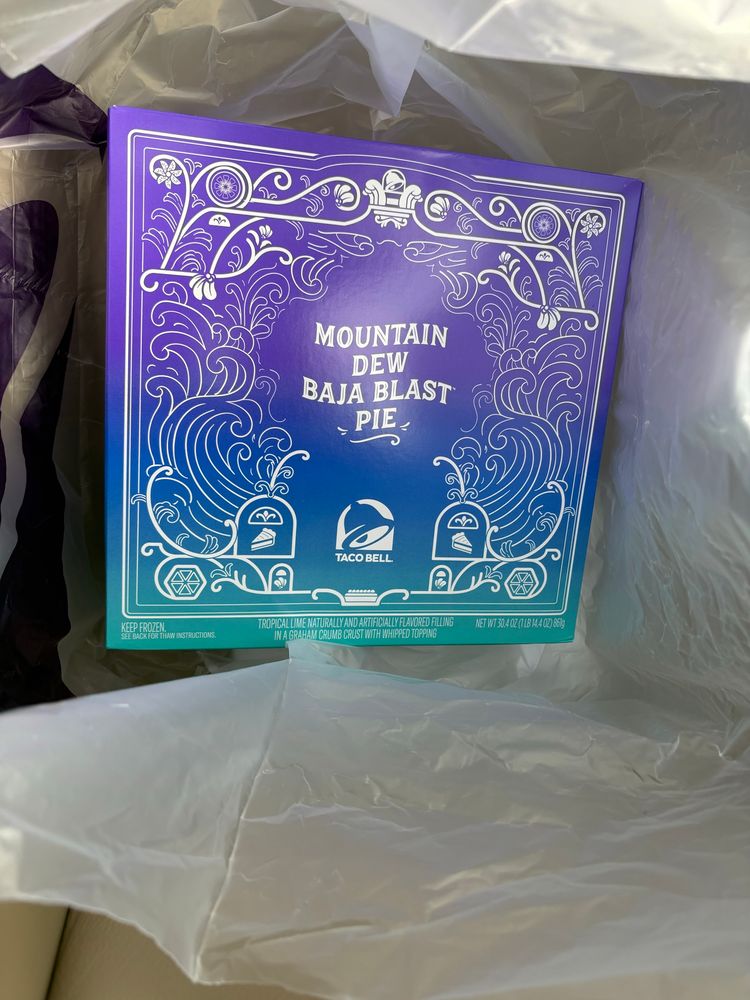 MOUNTAIN
DEW
BAJA BLAST
PIE
TACO BELL
KEEP FROZEN.
SEE BACK FOR THAW INSTRUCTIONS.
TROPICAL LIME NATURALLY AND ARTIFICIALLY FLAVORED FILLING
IN A GRAHAM CRUMB CRUST WITH WHIPPED TOPPING
NET WT 30.4 OZ (1 LB 14.4 OZ) 869g